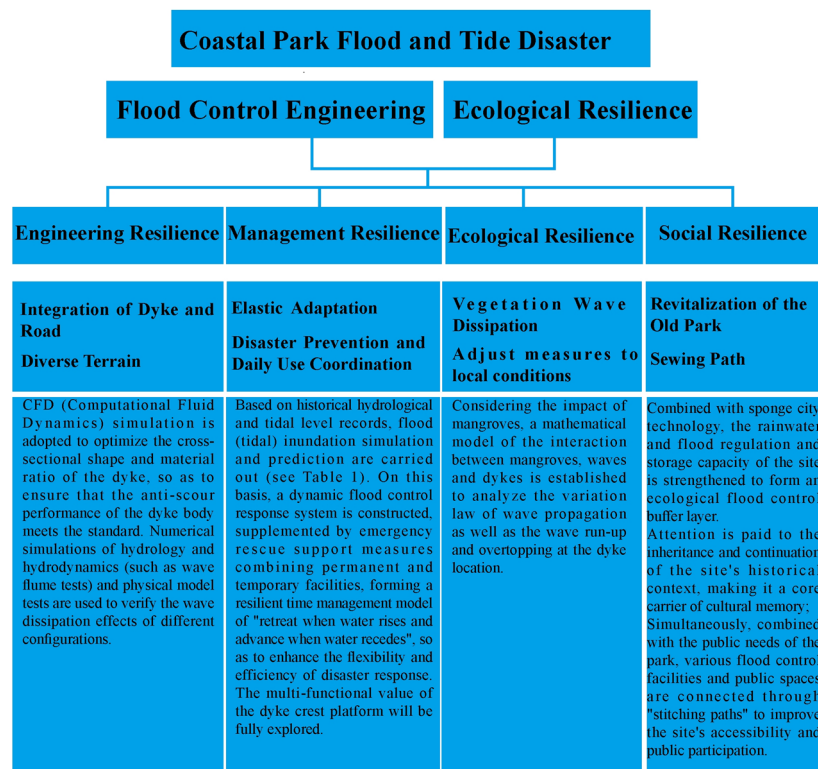 Coastal Park Flood and Tide Disaster
Flood Control Engineering
Ecological Resilience
Engineering Resilience
Management Resilience
Ecological Resilience
Social Resilience
Integration of Dyke and
Road
Diverse Terrain
Elastic Adaptation
Disaster Prevention and
Daily Use Coordination
Vegetation Wave
Dissipation
Adjust measures to
local conditions
Revitalization of the
Old Park
Sewing Path
CFD (Computational Fluid
Dynamics) simulation is
adopted to optimize the cross-
sectional shape and material
ratio of the dyke, so as to
ensure that the anti-scour
performance of the dyke body
meets the standard. Numerical
simulations of hydrology and
hydrodynamics (such as wave
flume tests) and physical model
tests are used to verify the wave
dissipation effects of different
configurations.
Based on historical hydrological
and tidal level records, flood
(tidal) inundation simulation
and prediction are carried
out (see Table 1). On this
basis, a dynamic flood control
response system is constructed,
supplemented by emergency
rescue support measures
combining permanent and
temporary facilities, forming a
resilient time management model
of "retreat when water rises and
advance when water recedes", so
as to enhance the flexibility and
efficiency of disaster response.
The multi-functional value of
the dyke crest platform will be
fully explored.
Considering the impact of
mangroves, a mathematical
model of the interaction
between mangroves, waves
and dykes is established
to analyze the variation
law of wave propagation
as well as the wave run-up
and overtopping at the dyke
location.
Combined with sponge city
technology, the rainwater
and flood regulation and
storage capacity of the site
is strengthened to form an
ecological flood control
buffer layer.
Attention is paid to the
inheritance and continuation
of the site's historical
context, making it a core
carrier of cultural memory;
Simultaneously, combined
with the public needs of the
park, various flood control
facilities and public spaces
are connected through
"stitching paths" to improve
the site's accessibility and
public participation.